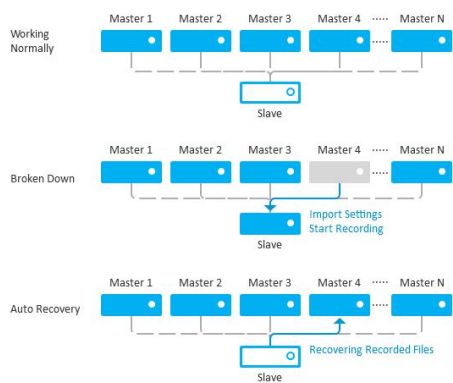 Master 1 Master 2 Master 3 Master 4 ..... Master N
Working
Normally
Slave
Master 1 Master 2 Master 3 Master 4 ..... Master N
Broken Down
Import Settings
Start Recording
Slave
Master 1 Master 2 Master 3 Master 4 ..... Master N
Auto Recovery
Recovering Recorded Files
Slave